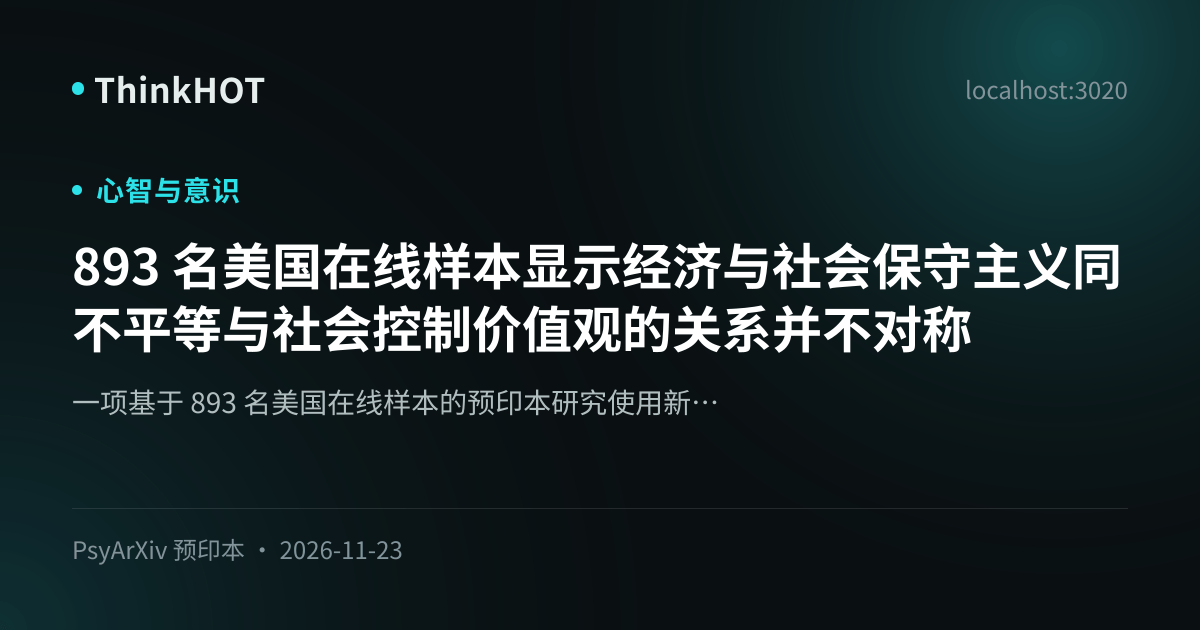 ThinkHOT
localhost:3020
心智与意识
893 名美国在线样本显示经济与社会保守主义同
不平等与社会控制价值观的关系并不对称
一项基于 893 名美国在线样本的预印本研究使用新…
PsyArXiv 预印本 • 2026-11-23